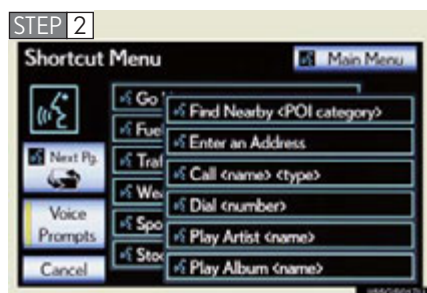 STEP 2
Shortcut Menu
Main Menu
Go
Fuel
Traf
We
Spo
Sto
Find Nearby <POI category>
Enter an Address
Call <name> <type>
Dial <number>
Play Artist <name>
Play Album <name>
Next Pg.
Voice
Prompts
Cancel